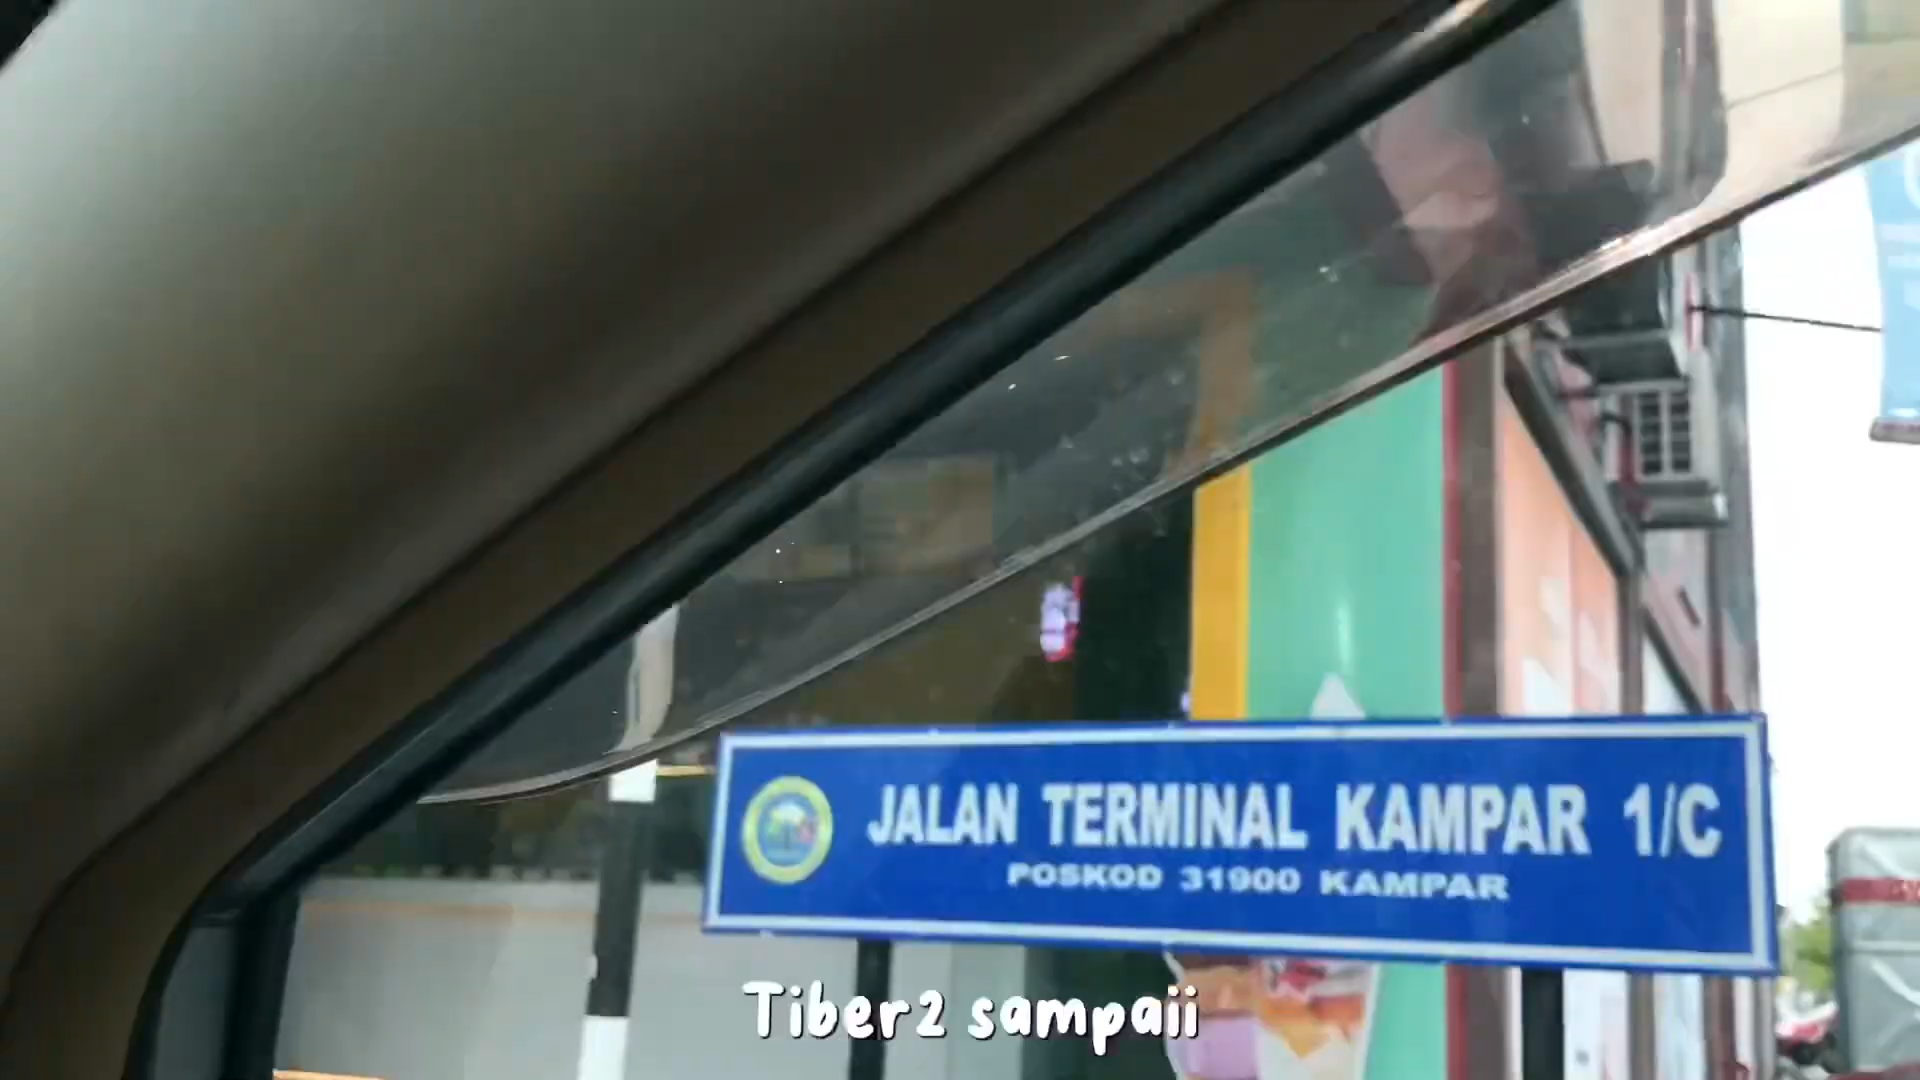 JALAN TERMINAL KAMPAR 1/C
POSKOD 31900 KAMPAR
Tiber2 sampaii